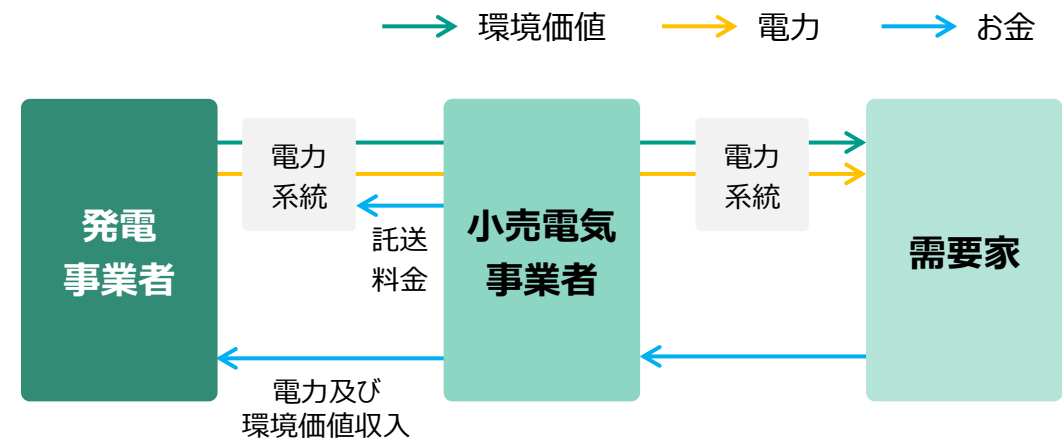 環境価値
電力
お金
発電
事業者
電力
系統
託送
料金
小売電気
事業者
電力
系統
需要家
電力及び
環境価値収入